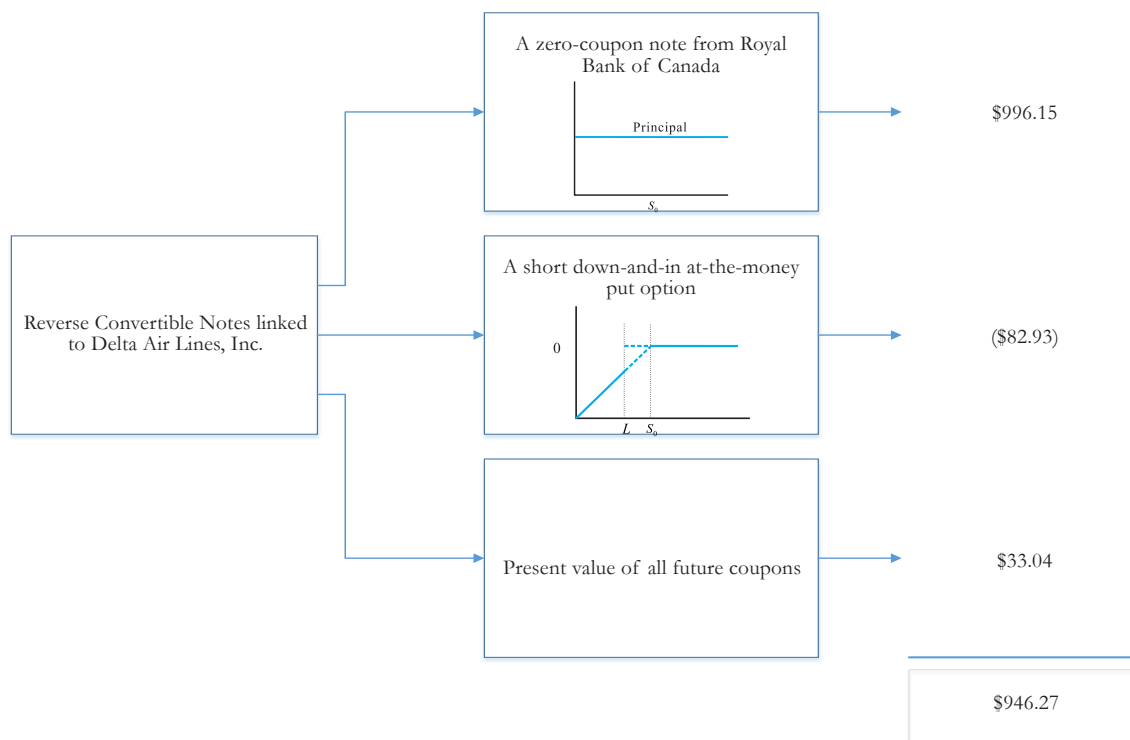 A zero-coupon note from Royal
Bank of Canada
Principal
S₀
$996.15
Reverse Convertible Notes linked
to Delta Air Lines, Inc.
A short down-and-in at-the-money
put option
0
L S₀
($82.93)
Present value of all future coupons
$33.04
$946.27